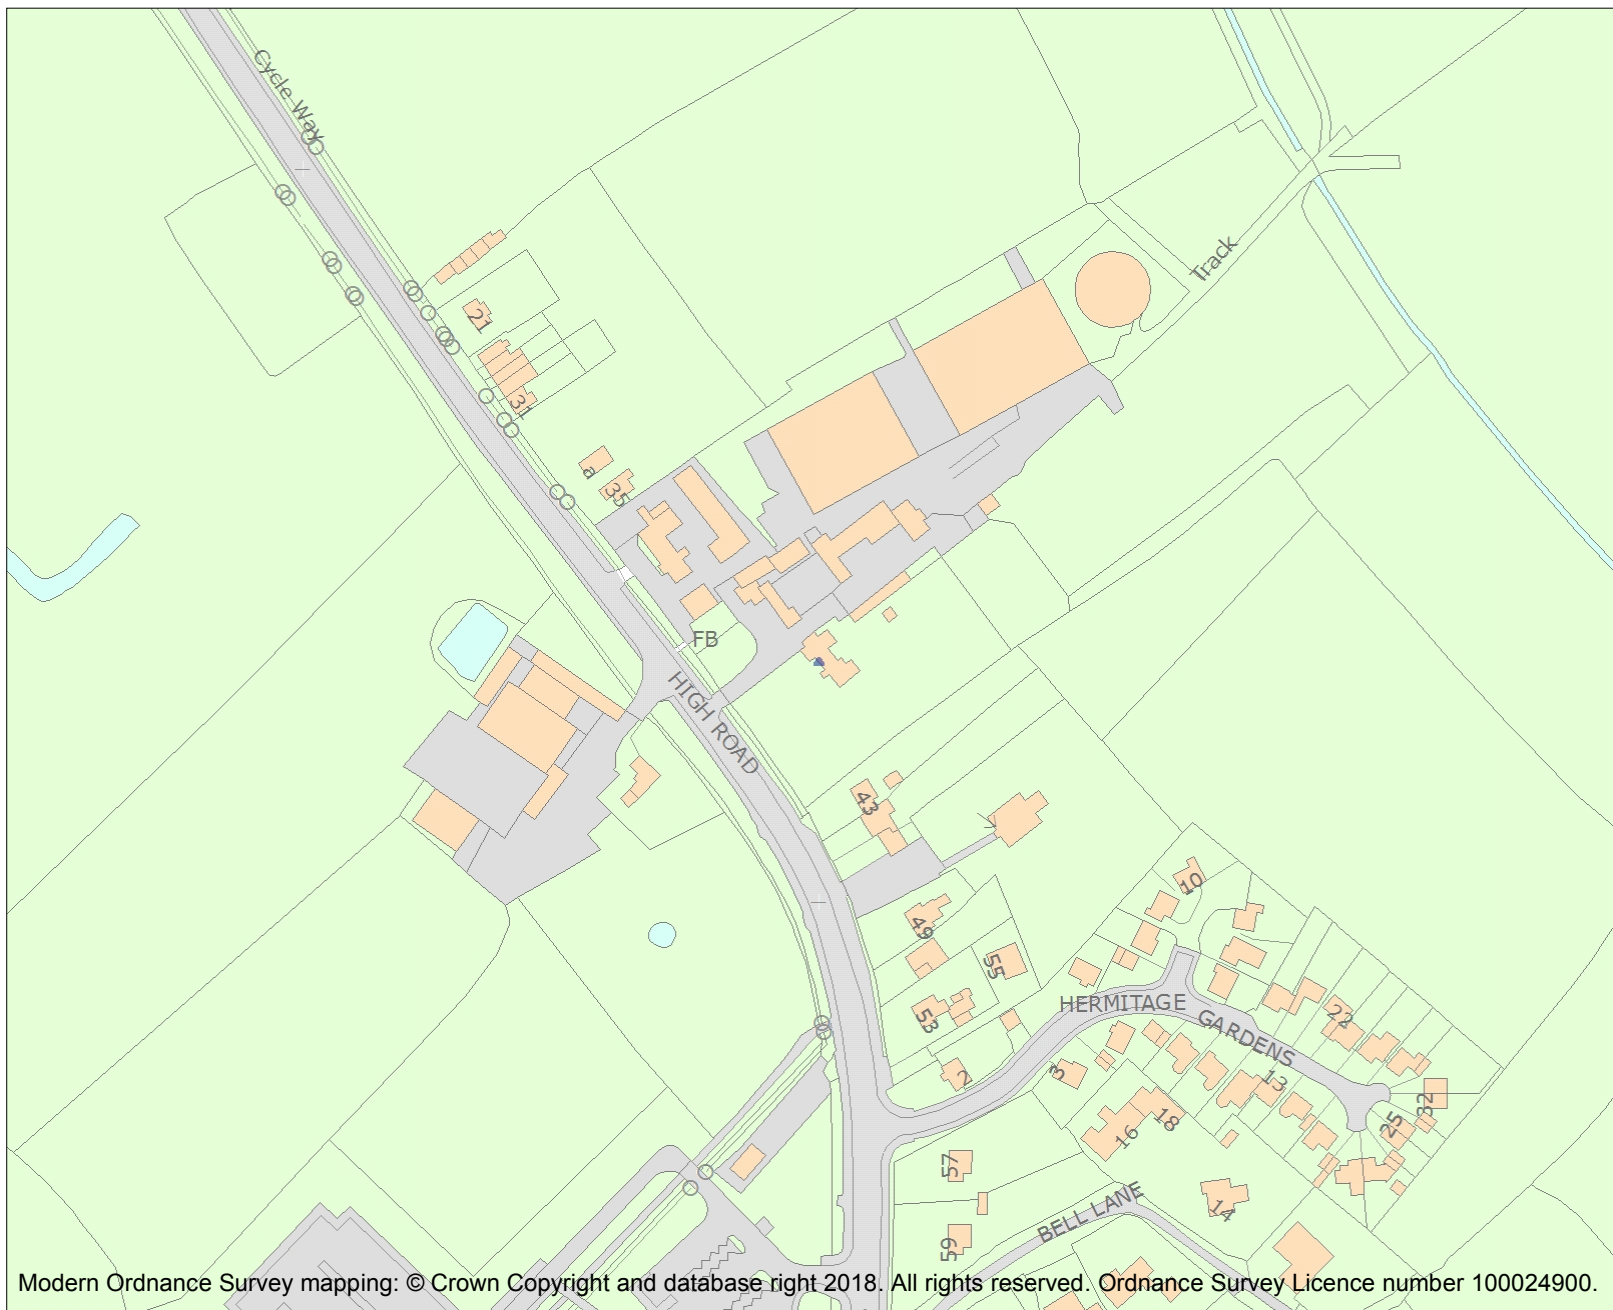 Cycle Way
Track
21
31
a
35
FB
HIGH ROAD
43
10
49
55
HERMITAGE
GARDENS
22
53
2
3
13
32
25
18
16
57
BELL LANE
14
59
Modern Ordnance Survey mapping: © Crown Copyright and database right 2018. All rights reserved. Ordnance Survey Licence number 100024900.